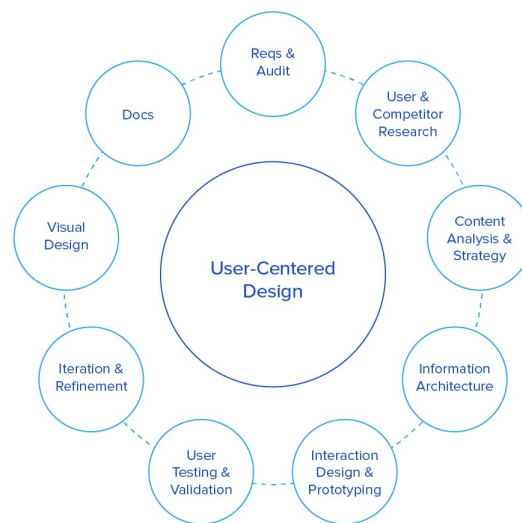 Reqs &
Audit
User &
Competitor
Research
Content
Analysis &
Strategy
Information
Architecture
Interaction
Design &
Prototyping
User
Testing &
Validation
Iteration &
Refinement
Visual
Design
Docs
User-Centered
Design